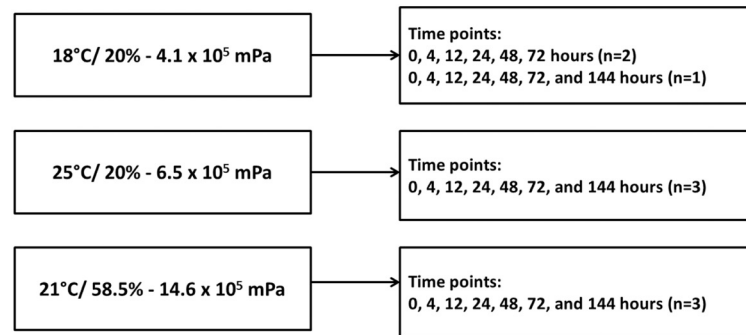 18°C/ 20% - 4.1 x 10⁵ mPa
Time points:
0, 4, 12, 24, 48, 72 hours (n=2)
0, 4, 12, 24, 48, 72, and 144 hours (n=1)
25°C/ 20% - 6.5 x 10⁵ mPa
Time points:
0, 4, 12, 24, 48, 72, and 144 hours (n=3)
21°C/ 58.5% - 14.6 x 10⁵ mPa
Time points:
0, 4, 12, 24, 48, 72, and 144 hours (n=3)